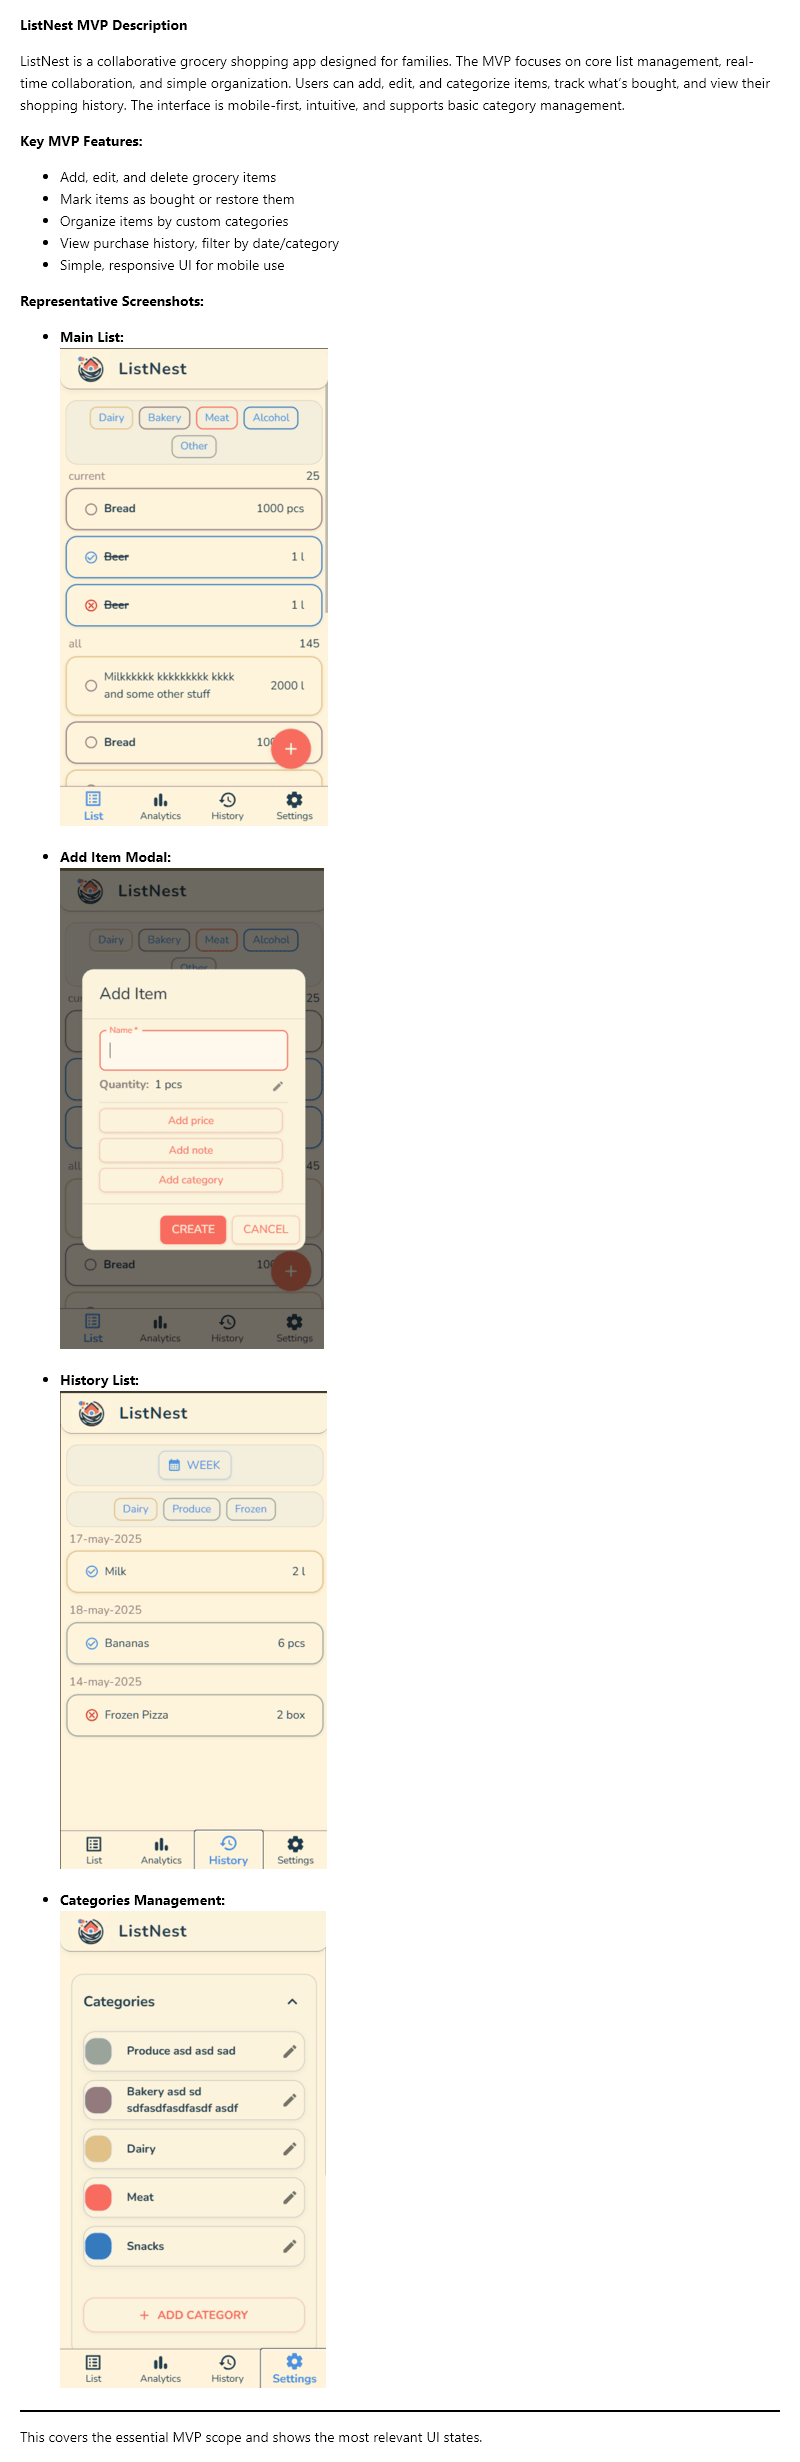 ListNest MVP Description
ListNest is a collaborative grocery shopping app designed for families. The MVP focuses on core list management, real-
time collaboration, and simple organization. Users can add, edit, and categorize items, track what's bought, and view their
shopping history. The interface is mobile-first, intuitive, and supports basic category management.
Key MVP Features:
Add, edit, and delete grocery items
Mark items as bought or restore them
Organize items by custom categories
View purchase history, filter by date/category
Simple, responsive UI for mobile use
Representative Screenshots:
Main List:
ListNest
Dairy Bakery Meat Alcohol
Other
current 25
Bread 1000 pcs
Beer 1 l
Beer 1 l
all 145
Milkkkkkk kkkkkkkkk kkkk
and some other stuff 2000 l
Bread 100
List Analytics History Settings
Add Item Modal:
ListNest
Dairy Bakery Meat Alcohol
Other
cu 25
Add Item
Name *
Quantity: 1 pcs
Add price
Add note
all 45
Add category
CREATE CANCEL
Bread 100
List Analytics History Settings
History List:
ListNest
WEEK
Dairy Produce Frozen
17-may-2025
Milk 2 l
18-may-2025
Bananas 6 pcs
14-may-2025
Frozen Pizza 2 box
List Analytics History Settings
Categories Management:
ListNest
Categories
Produce asd asd sad
Bakery asd sd
sdfasdfasdfasdf asdf
Dairy
Meat
Snacks
+ ADD CATEGORY
List Analytics History Settings
This covers the essential MVP scope and shows the most relevant UI states.